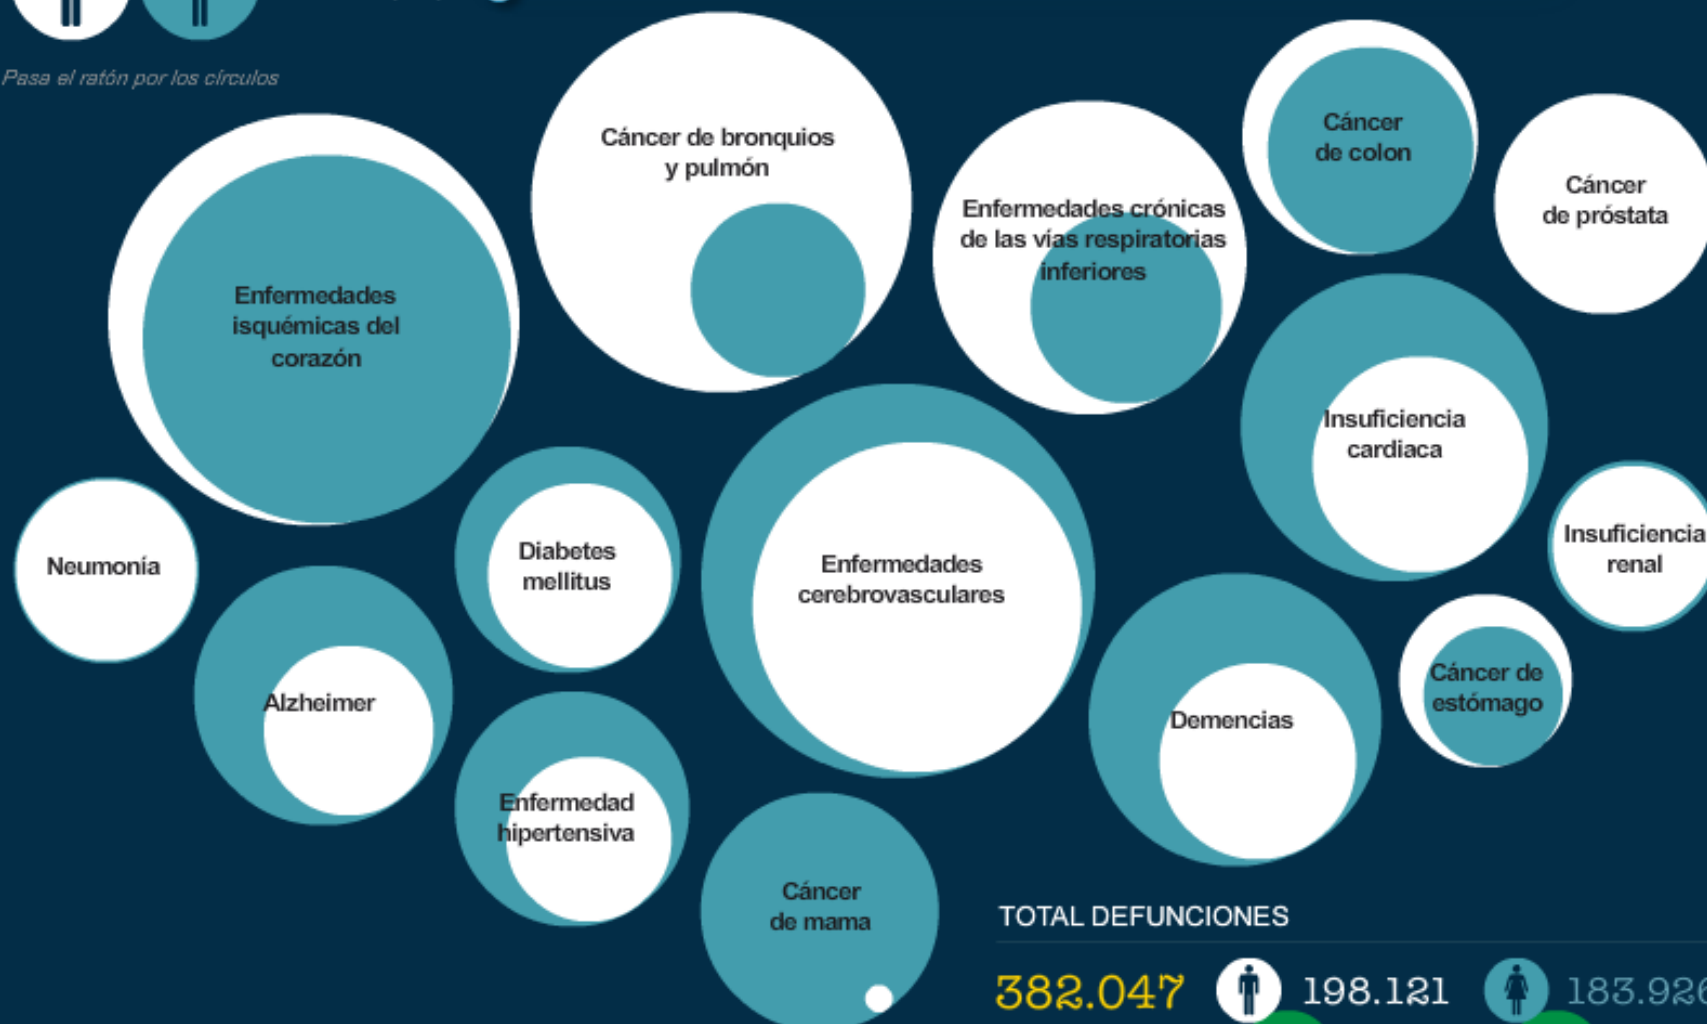 Pasa el ratón por los círculos
Cáncer de bronquios
y pulmón
Cáncer
de colon
Cáncer
de próstata
Enfermedades crónicas
de las vías respiratorias
inferiores
Enfermedades
isquémicas del
corazón
Insuficiencia
cardiaca
Neumonía
Diabetes
mellitus
Enfermedades
cerebrovasculares
Insuficiencia
renal
Alzheimer
Demencias
Cáncer de
estómago
Enfermedad
hipertensiva
Cáncer
de mama
TOTAL DEFUNCIONES
382.047 198.121 183.926